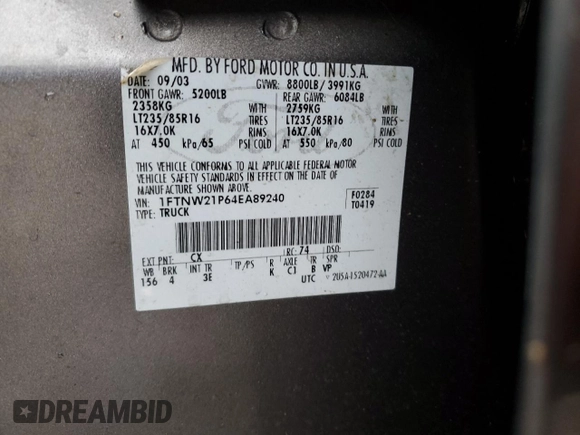 MFD. BY FORD MOTOR CO. IN U.S.A.
DATE: 09/03 GVWR: 8800LB/ 3991KG
FRONT GAWR: 5200LB REAR GAWR: 6084LB
2358KG WITH 2759KG WITH
LT235/85R16 TIRES LT235/85R16 TIRES
16X7.0K RIMS 16X7.0K RIMS
AT 450 kPa/65 PSI COLD AT 550 kPa/80 PSI COLD
THIS VEHICLE CONFORMS TO ALL APPLICABLE FEDERAL MOTOR
VEHICLE SAFETY STANDARDS IN EFFECT ON THE DATE OF
MANUFACTURE SHOWN ABOVE.
VIN: 1FTNW21P64EA89240 F0284
TYPE: TRUCK T0419
EXT PNT: CX RC: 74 DSO:
WB BRK INT TR TP/PS R AXLE TR SPR
156 4 3E K C1 B VP
UTC 2U5A-1520472-AA
Ford
DREAMBID